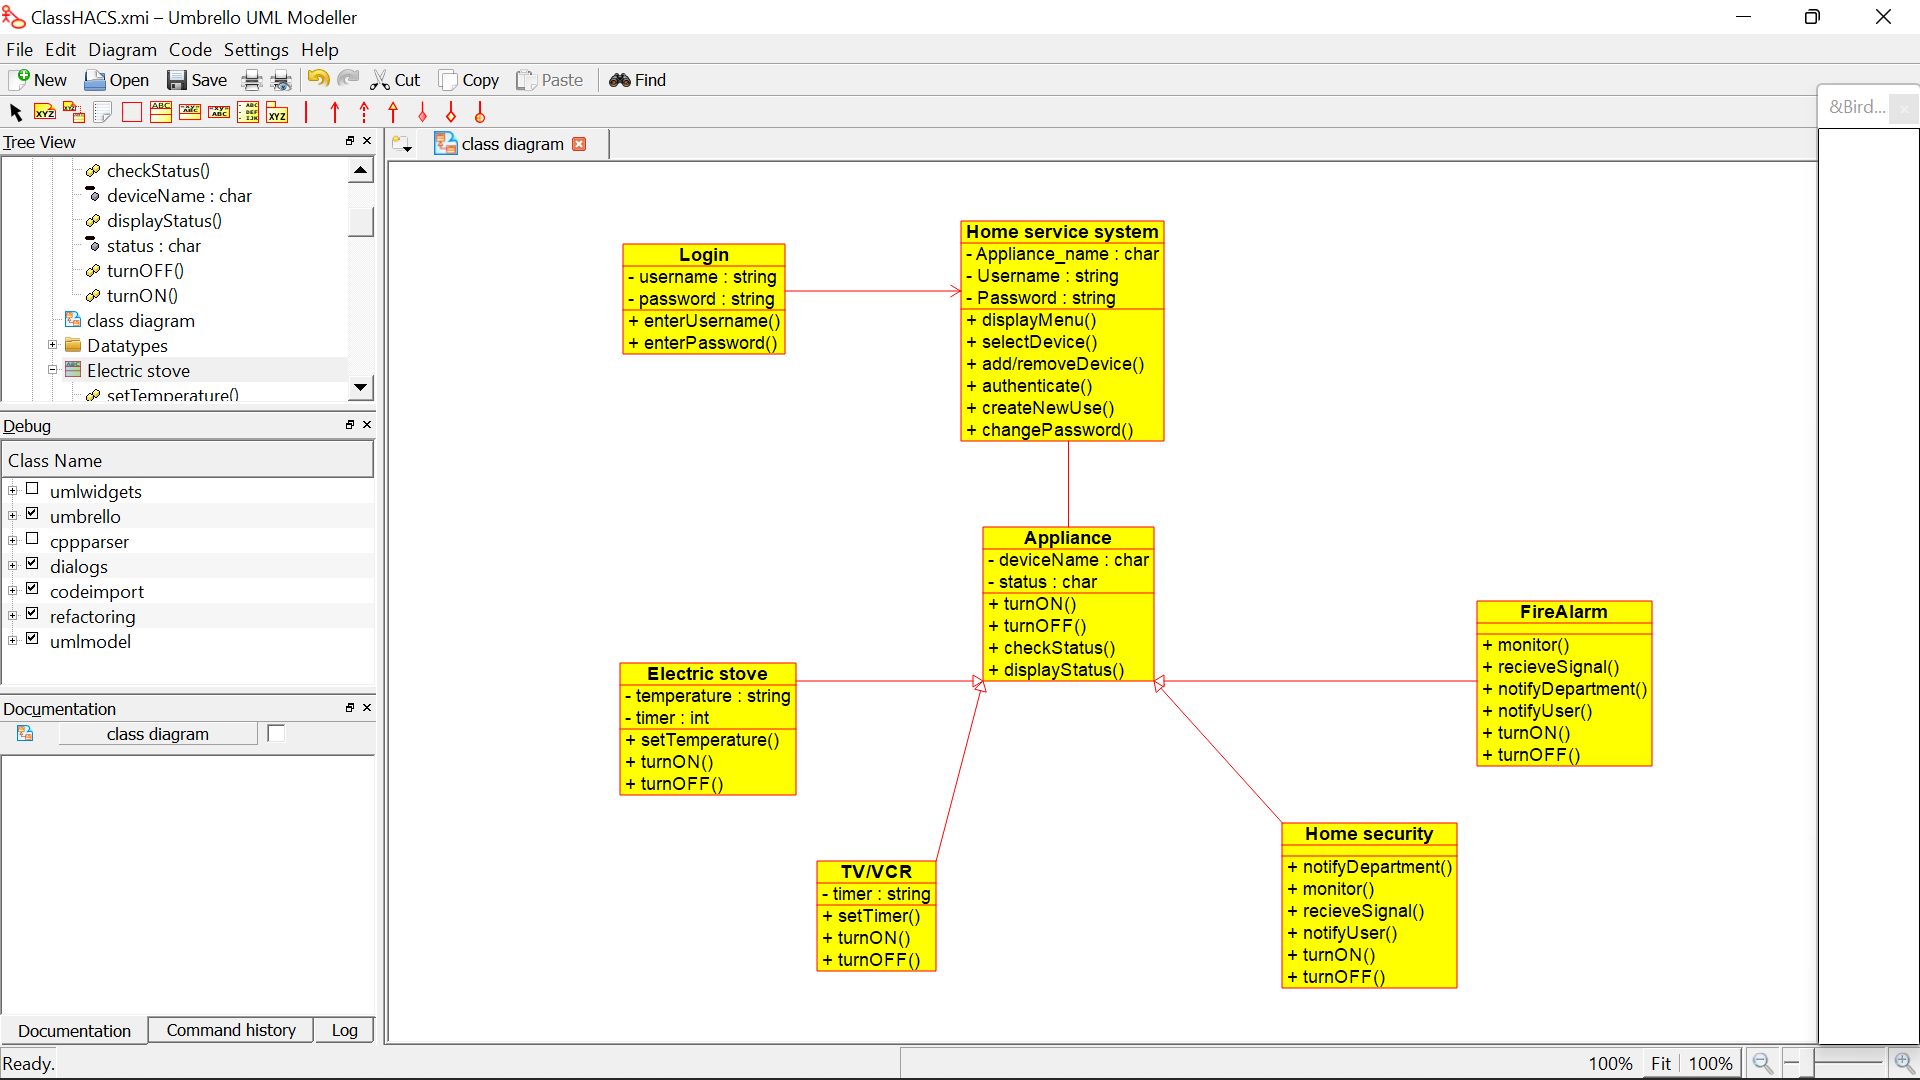 ClassHACS.xmi – Umbrello UML Modeller
File Edit Diagram Code Settings Help
New Open Save Cut Copy Paste Find
&Bird...
Tree View
class diagram
checkStatus()
deviceName : char
displayStatus()
status : char
turnOFF()
turnON()
class diagram
Datatypes
Electric stove
setTemperature()
Debug
Class Name
umlwidgets
umbrello
cppparser
dialogs
codeimport
refactoring
umlmodel
Documentation
class diagram
Documentation Command history Log
Ready.
Login
- username : string
- password : string
+ enterUsername()
+ enterPassword()
Home service system
- Appliance_name : char
- Username : string
- Password : string
+ displayMenu()
+ selectDevice()
+ add/removeDevice()
+ authenticate()
+ createNewUse()
+ changePassword()
Appliance
- deviceName : char
- status : char
+ turnON()
+ turnOFF()
+ checkStatus()
+ displayStatus()
FireAlarm
+ monitor()
+ recieveSignal()
+ notifyDepartment()
+ notifyUser()
+ turnON()
+ turnOFF()
Electric stove
- temperature : string
- timer : int
+ setTemperature()
+ turnON()
+ turnOFF()
Home security
+ notifyDepartment()
+ monitor()
+ recieveSignal()
+ notifyUser()
+ turnON()
+ turnOFF()
TV/VCR
- timer : string
+ setTimer()
+ turnON()
+ turnOFF()
100% Fit 100%